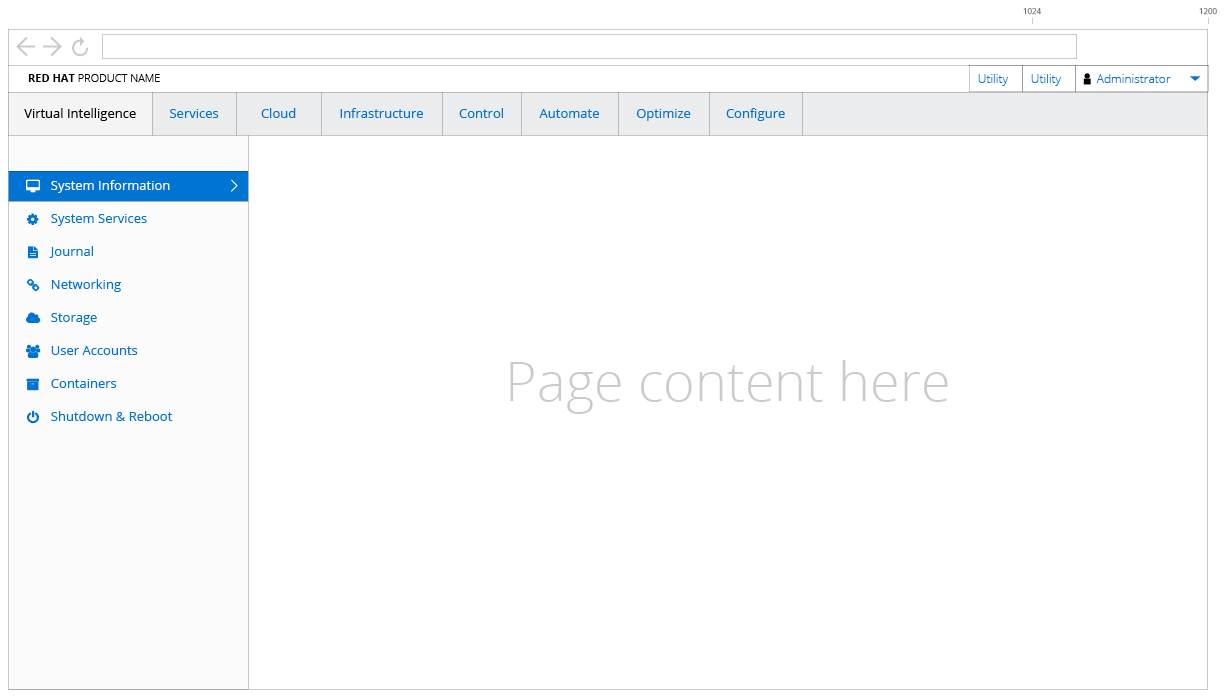 1024 1200
RED HAT PRODUCT NAME Utility Utility Administrator
Virtual Intelligence Services Cloud Infrastructure Control Automate Optimize Configure
System Information
System Services
Journal
Networking
Storage
User Accounts
Containers
Shutdown & Reboot
Page content here